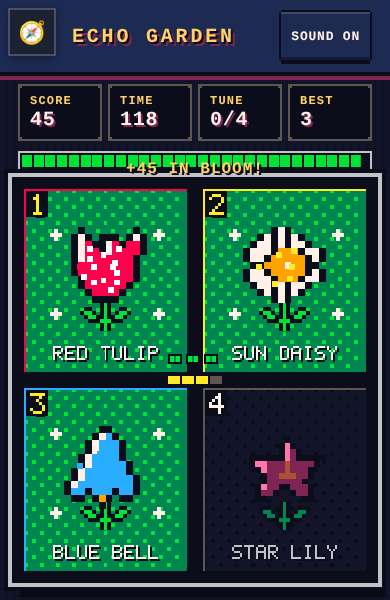 ECHO GARDEN
SOUND ON
SCORE TIME TUNE BEST
45 118 0/4 3
+45 IN BLOOM!
1 2
RED TULIP SUN DAISY
3 4
BLUE BELL STAR LILY